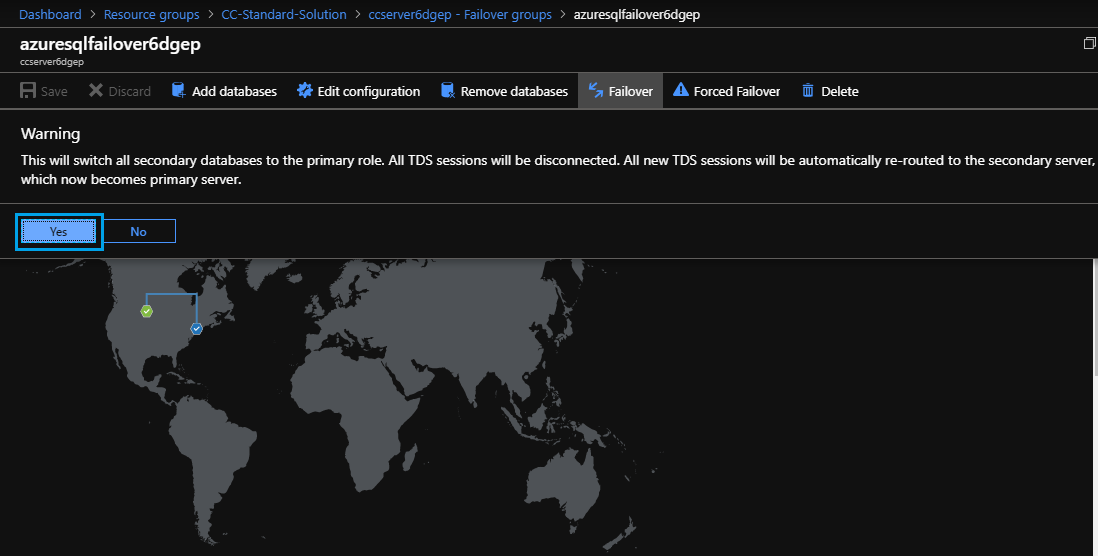 Dashboard > Resource groups > CC-Standard-Solution > ccserver6dgep - Failover groups > azuresqlfailover6dgep
azuresqlfailover6dgep
ccserver6dgep
Save Discard Add databases Edit configuration Remove databases Failover Forced Failover Delete
Warning
This will switch all secondary databases to the primary role. All TDS sessions will be disconnected. All new TDS sessions will be automatically re-routed to the secondary server,
which now becomes primary server.
Yes No